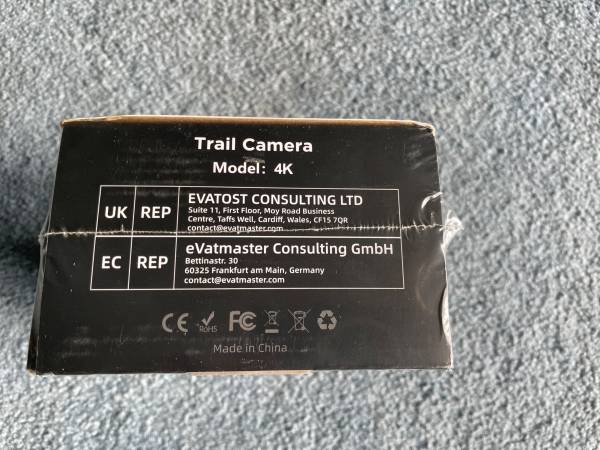 Trail Camera
Model: 4K
UK REP
EVATOST CONSULTING LTD
Suite 11, First Floor, Moy Road Business
Centre, Taffs Well, Cardiff, Wales, CF15 7QR
contact@evatmaster.com
EC REP
eVatmaster Consulting GmbH
Bettinastr. 30
60325 Frankfurt am Main, Germany
contact@evatmaster.com
CE RoHS FC
Made in China